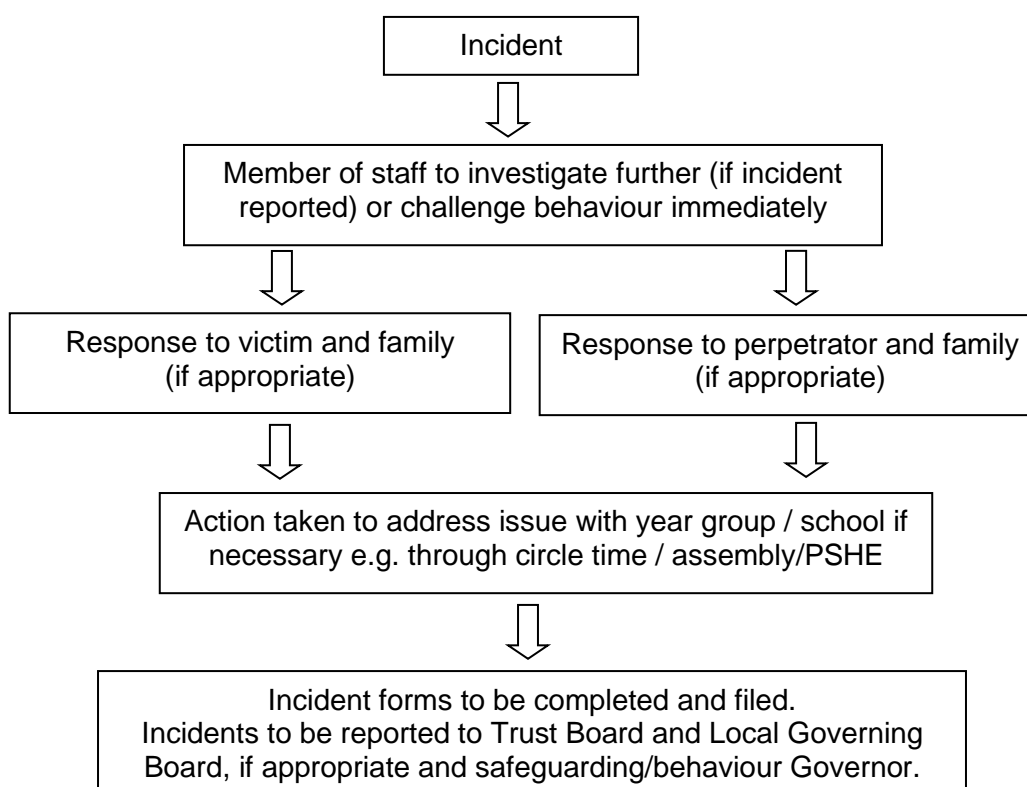 Incident
Member of staff to investigate further (if incident
reported) or challenge behaviour immediately
Response to victim and family
(if appropriate)
Response to perpetrator and family
(if appropriate)
Action taken to address issue with year group / school if
necessary e.g. through circle time / assembly/PSHE
Incident forms to be completed and filed.
Incidents to be reported to Trust Board and Local Governing
Board, if appropriate and safeguarding/behaviour Governor.